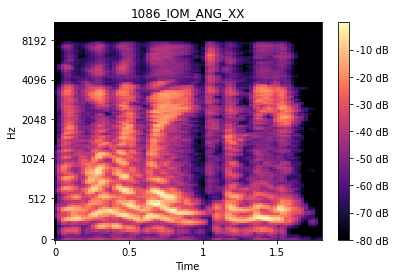 1086_IOM_ANG_XX
8192
4096
2048
1024
512
0
Hz
0
0.5
1
1.5
Time
-10 dB
-20 dB
-30 dB
-40 dB
-50 dB
-60 dB
-70 dB
-80 dB